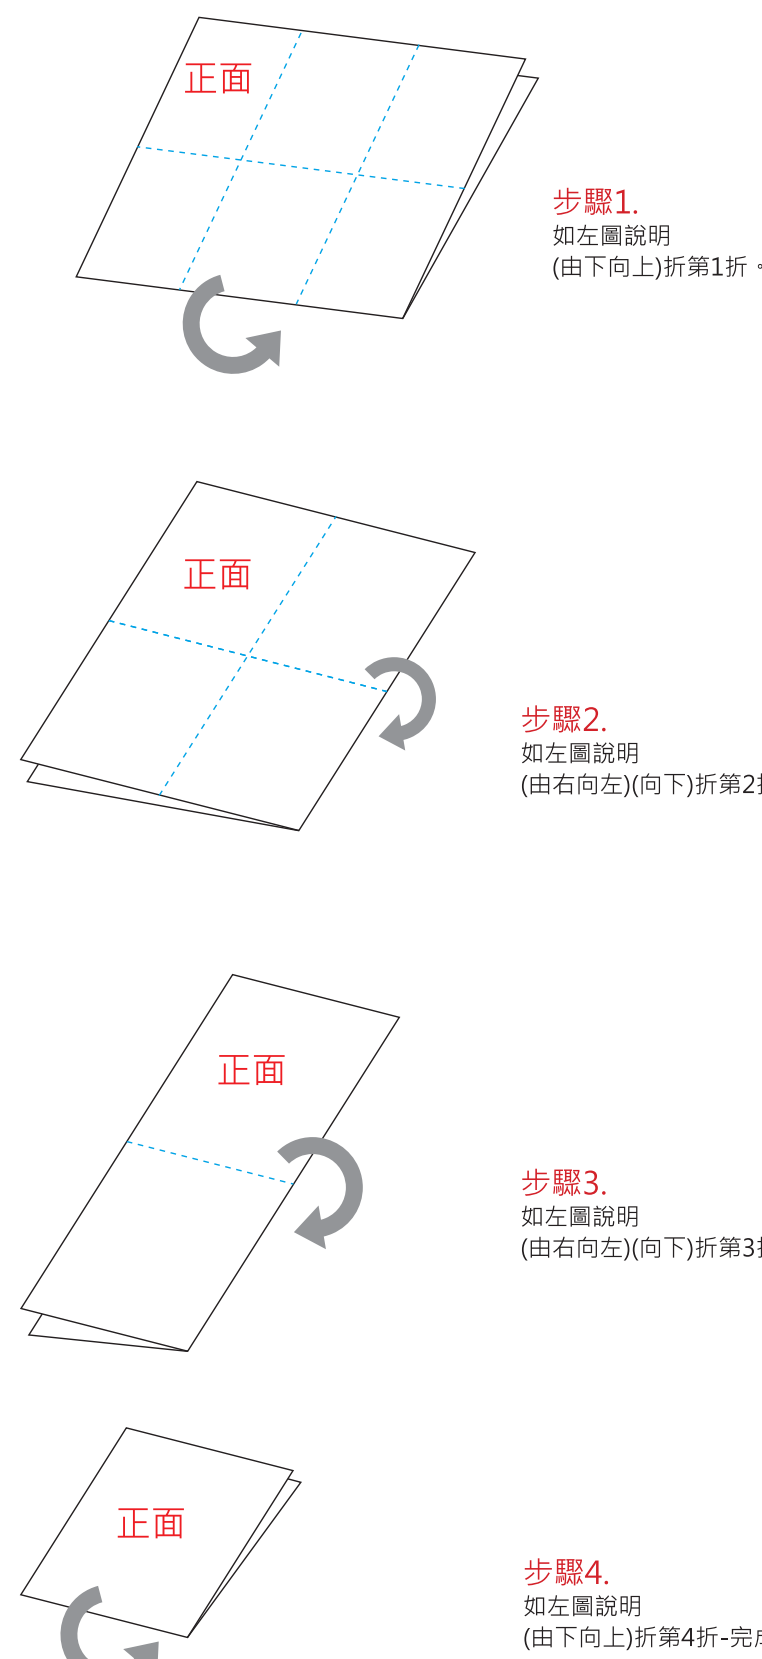 正面
步驟1.
如左圖說明
(由下向上)折第1折。
正面
步驟2.
如左圖說明
(由右向左)(向下)折第2折
正面
步驟3.
如左圖說明
(由右向左)(向下)折第3折
正面
步驟4.
如左圖說明
(由下向上)折第4折-完成